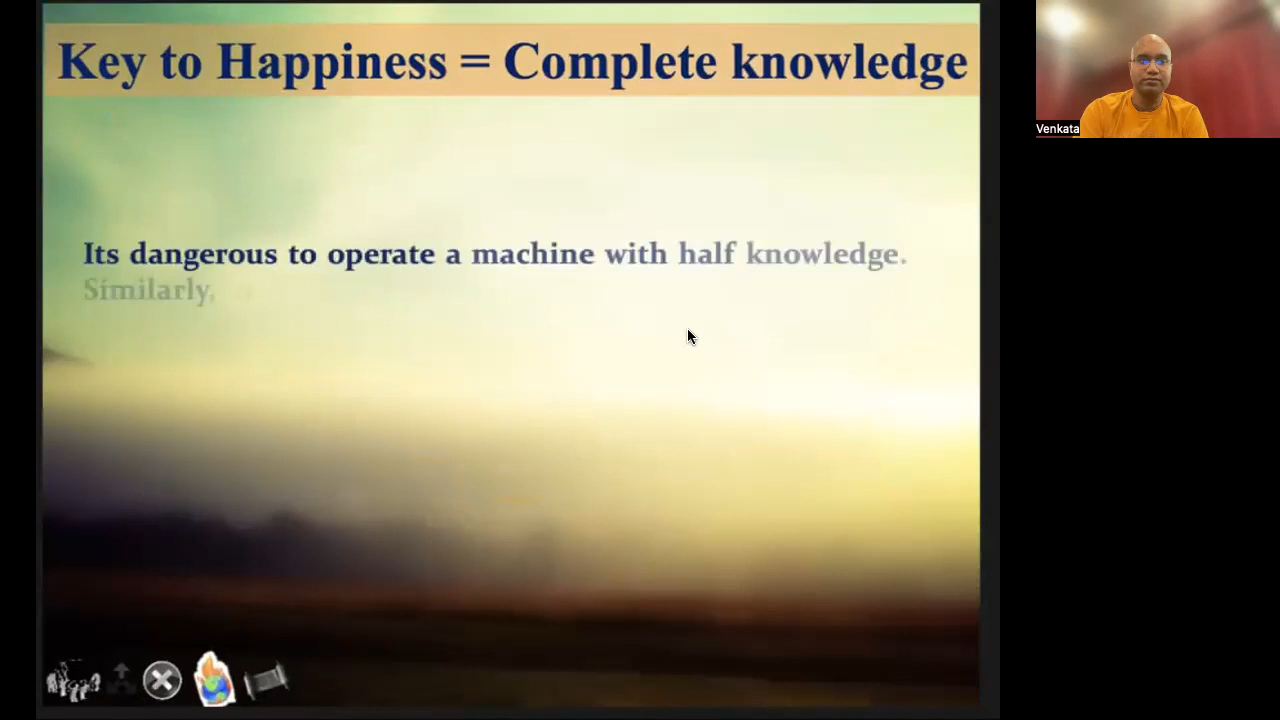 Key to Happiness = Complete knowledge
Its dangerous to operate a machine with half knowledge.
Similarly,
Venkata